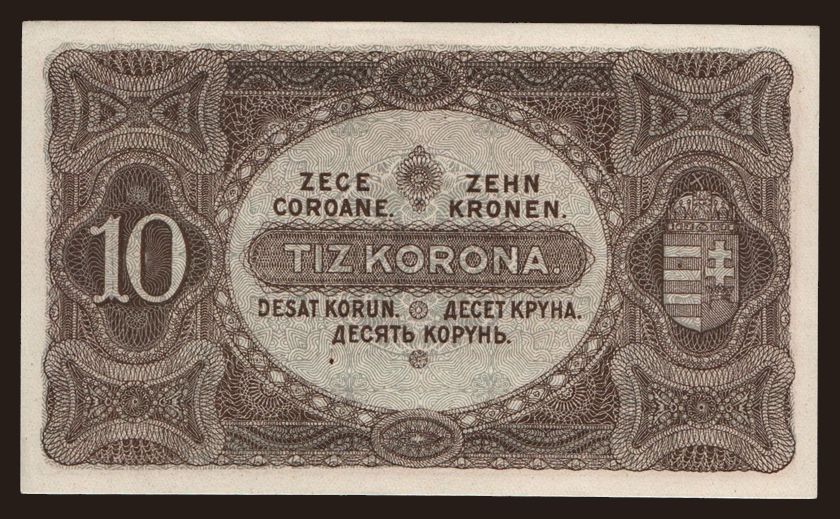 ZECE COROANE.
ZEHN KRONEN.
10
TIZ KORONA.
DESAT KORUN. ДЕСЕТ КРУНА.
ДЕСЯТЬ КОРУНЬ.